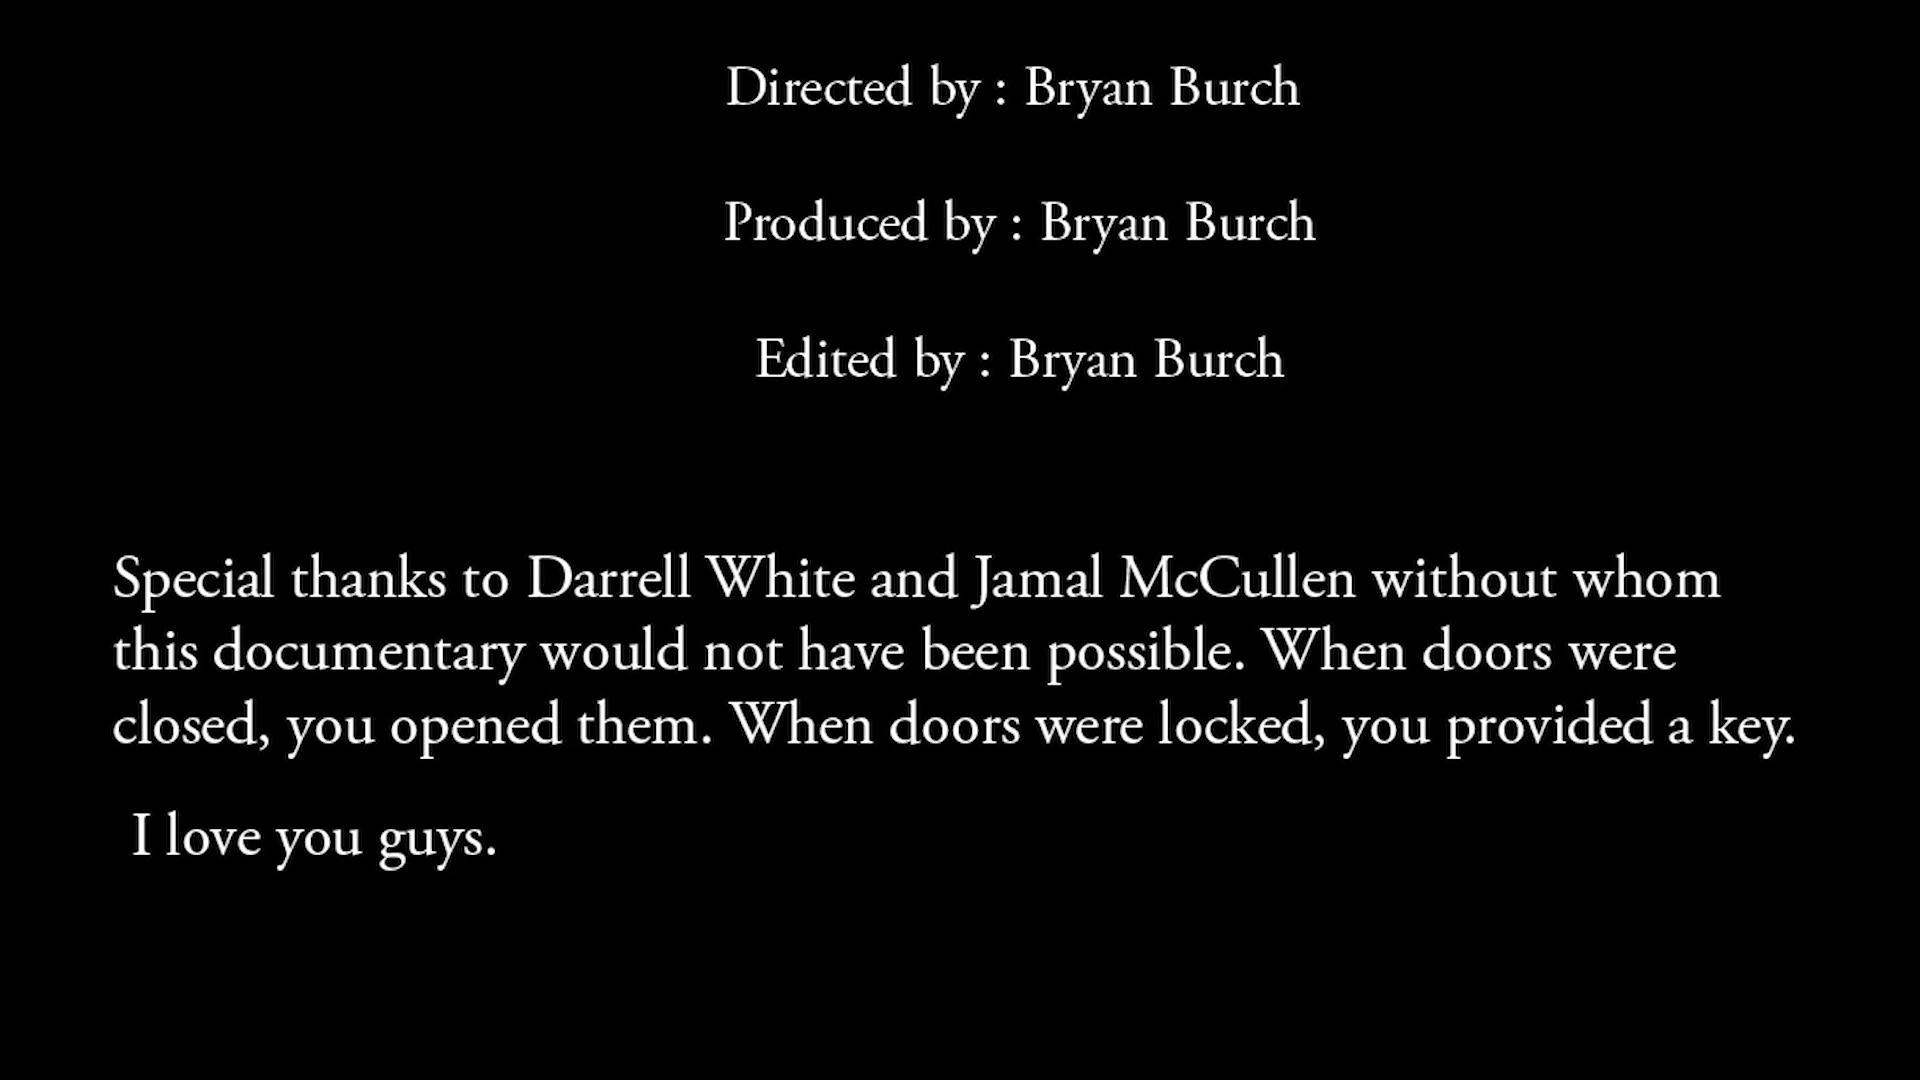 Directed by : Bryan Burch
Produced by : Bryan Burch
Edited by : Bryan Burch
Special thanks to Darrell White and Jamal McCullen without whom
this documentary would not have been possible. When doors were
closed, you opened them. When doors were locked, you provided a key.
I love you guys.